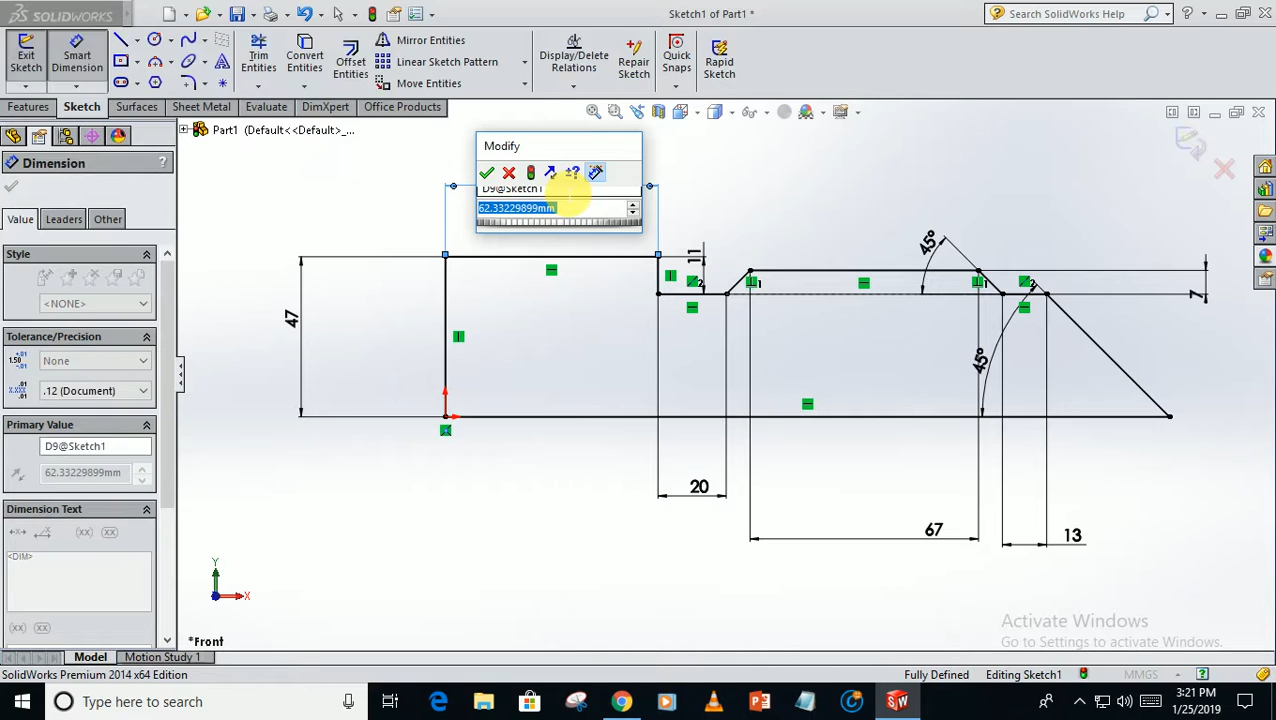 SOLIDWORKS
Sketch1 of Part1 *
Search SolidWorks Help
Exit Sketch
Smart Dimension
Trim Entities
Convert Entities
Offset Entities
Mirror Entities
Linear Sketch Pattern
Move Entities
Display/Delete Relations
Repair Sketch
Quick Snaps
Rapid Sketch
Features
Sketch
Surfaces
Sheet Metal
Evaluate
DimXpert
Office Products
Part1 (Default<<Default>_...
Dimension
?
Value
Leaders
Other
Style
<NONE>
Tolerance/Precision
None
.12 (Document)
Primary Value
D9@Sketch1
62.33229899mm
Dimension Text
<DIM>
Modify
D9@Sketch1
62.33229899mm
47
11
45°
45°
7
20
67
13
2
1
1
2
Y
X
*Front
Activate Windows
Go to Settings to activate Windows.
Model
Motion Study 1
SolidWorks Premium 2014 x64 Edition
Fully Defined
Editing Sketch1
MMGS
Type here to search
3:21 PM
1/25/2019